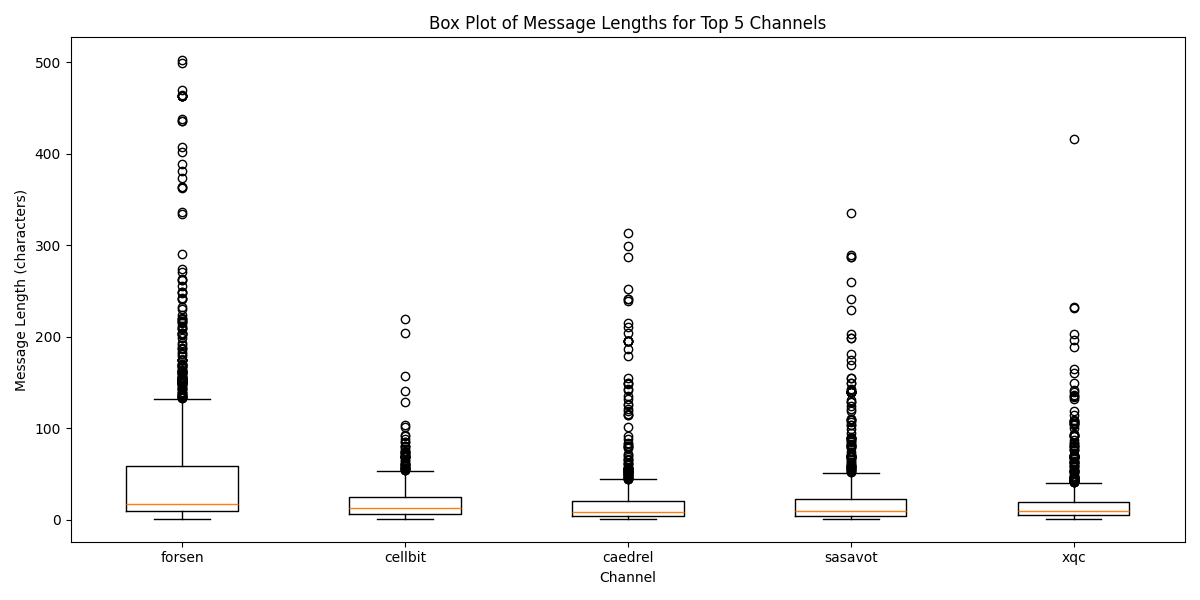 Box Plot of Message Lengths for Top 5 Channels
Message Length (characters)
500
400
300
200
100
0
forsen cellbit caedrel sasavot xqc
Channel